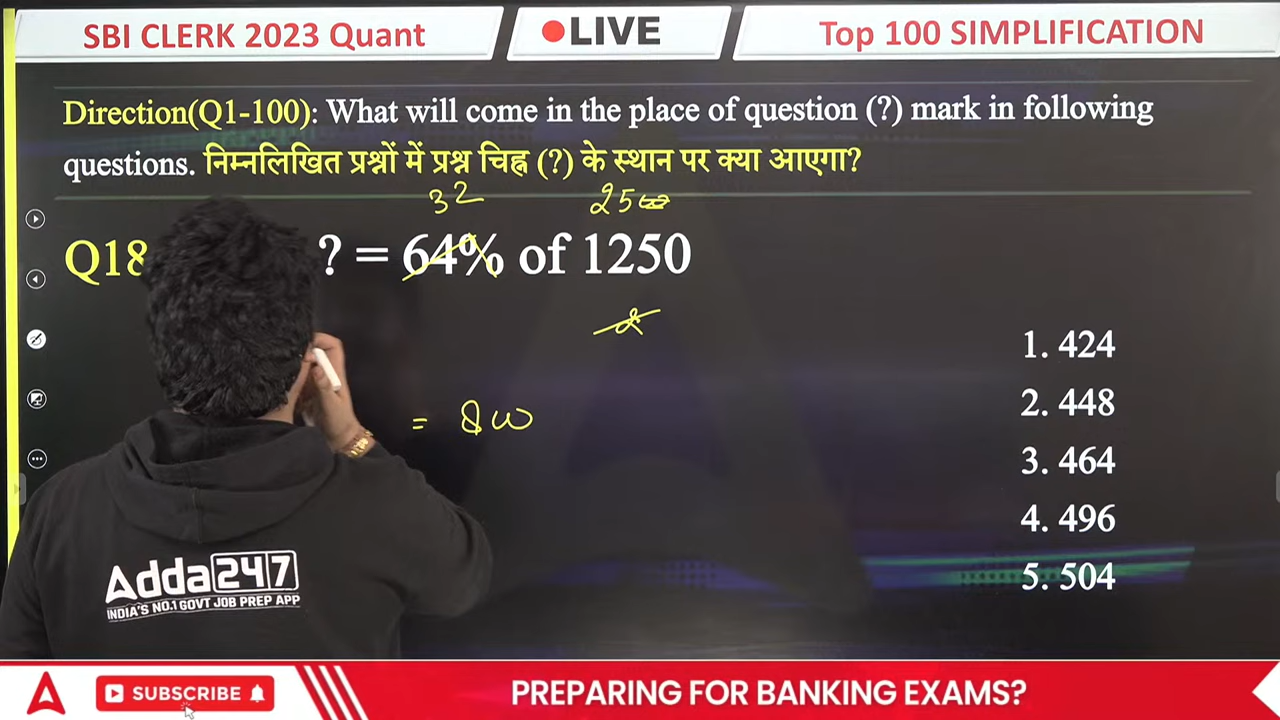 SBI CLERK 2023 Quant
LIVE
Top 100 SIMPLIFICATION
Direction(Q1-100): What will come in the place of question (?) mark in following
questions. निम्नलिखित प्रश्नों में प्रश्न चिह्न (?) के स्थान पर क्या आएगा?
32 25
Q18 ? = 64% of 1250
2
=
1. 424
2. 448
3. 464
4. 496
5. 504
Adda247
INDIA'S NO.1 GOVT JOB PREP APP
SUBSCRIBE
PREPARING FOR BANKING EXAMS?